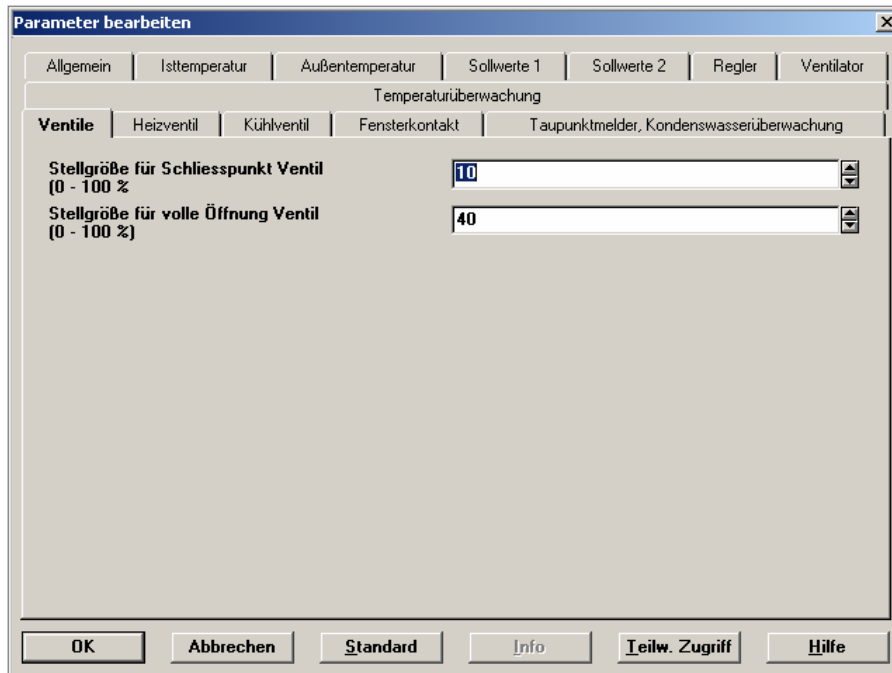 Parameter bearbeiten
Allgemein Isttemperatur Außentemperatur Sollwerte 1 Sollwerte 2 Regler Ventilator
Temperaturüberwachung
Ventile Heizventil Kühlventil Fensterkontakt Taupunktmelder, Kondenswasserüberwachung
Stellgröße für Schliesspunkt Ventil
(0 - 100 %
10
Stellgröße für volle Öffnung Ventil
(0 - 100 %)
40
OK Abbrechen Standard Info Teilw. Zugriff Hilfe